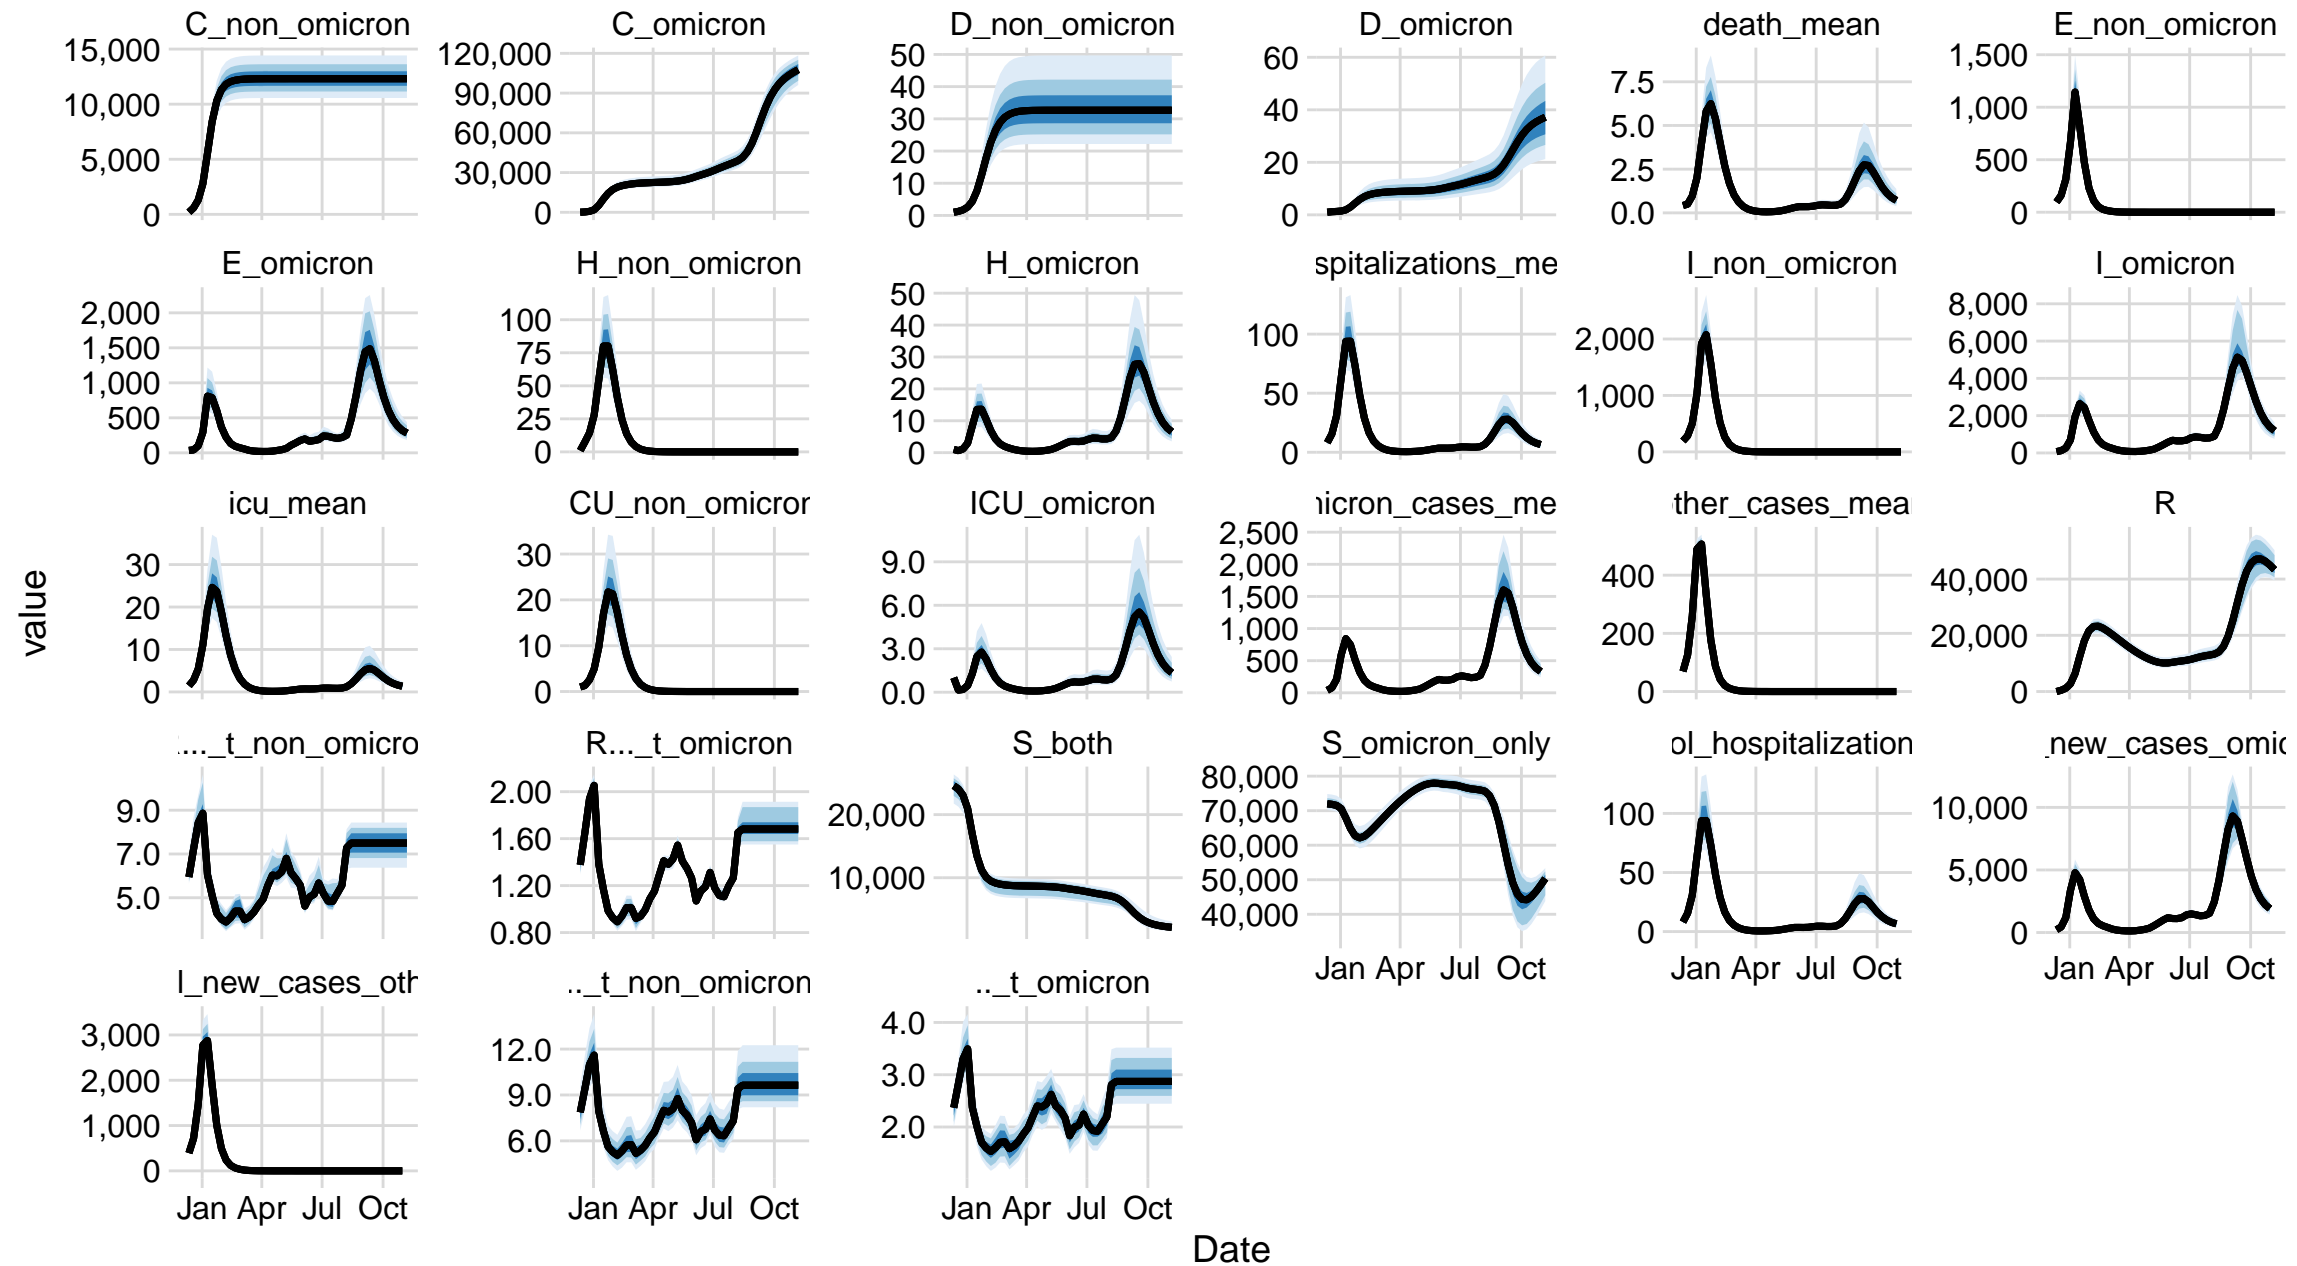 C_non_omicron C_omicron D_non_omicron D_omicron death_mean E_non_omicron
15,000 120,000 50 60 7.5 1,500
10,000 90,000 40 40 5.0 1,000
5,000 60,000 30 20 2.5 500
0 30,000 20 0 0.0 0
0 10
0
E_omicron H_non_omicron H_omicron spitalizations_me I_non_omicron I_omicron
2,000 100 50 100 2,000 8,000
1,500 75 40 50 1,000 6,000
1,000 50 30 0 0 4,000
500 25 20 2,000
0 0 10 0
0
icu_mean CU_non_omicron ICU_omicron nicron_cases_me ther_cases_mea R
30 30 9.0 2,500 400 40,000
20 20 6.0 2,000 200 20,000
10 10 3.0 1,500 0 0
0 0 0.0 1,000
500
0
..._t_non_omicro R..._t_omicron S_both S_omicron_only ol_hospitalization _new_cases_omic
9.0 2.00 20,000 80,000 100 10,000
7.0 1.60 10,000 70,000 50 5,000
5.0 1.20 60,000 0 0
0.80 50,000
40,000
Jan Apr Jul Oct Jan Apr Jul Oct Jan Apr Jul Oct
l_new_cases_oth .._t_non_omicron .._t_omicron
3,000 12.0 4.0
2,000 9.0 3.0
1,000 6.0 2.0
0
Jan Apr Jul Oct Jan Apr Jul Oct Jan Apr Jul Oct
value
Date